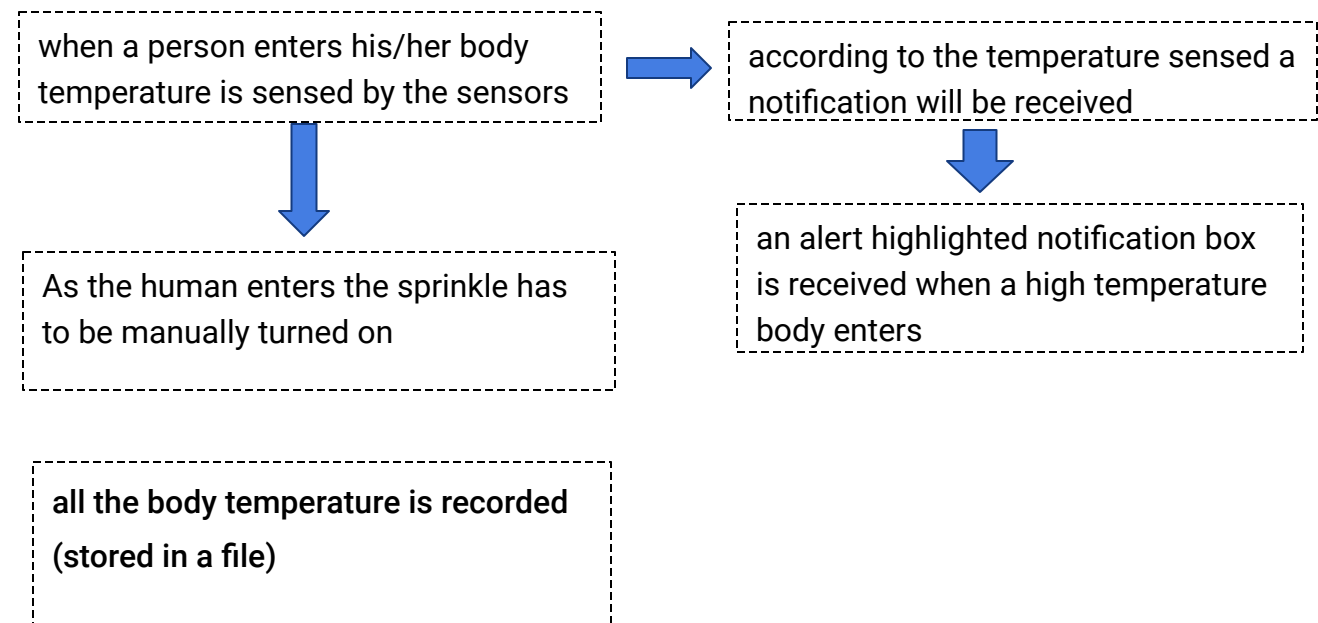 when a person enters his/her body
temperature is sensed by the sensors
according to the temperature sensed a
notification will be received
As the human enters the sprinkle has
to be manually turned on
an alert highlighted notification box
is received when a high temperature
body enters
all the body temperature is recorded
(stored in a file)